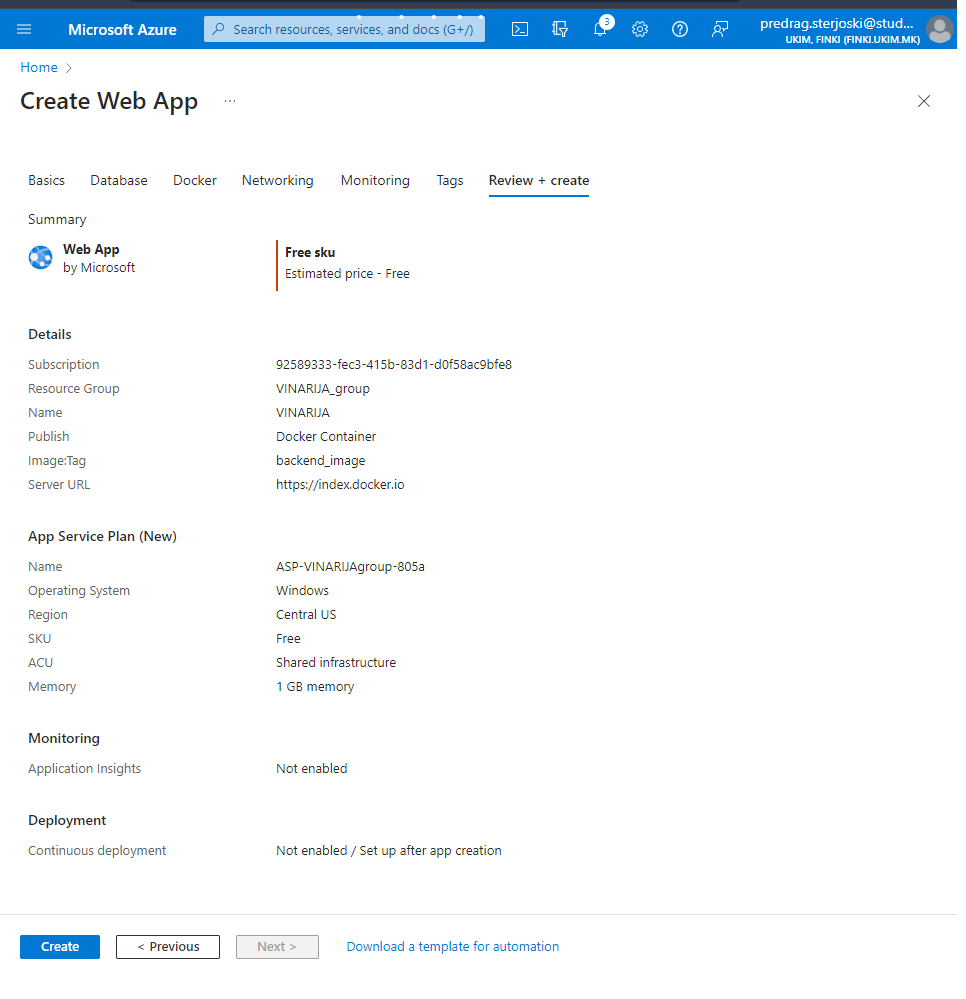 Microsoft Azure
Search resources, services, and docs (G+/)
3
predrag.sterjoski@stud...
UKIM, FINKI (FINKI.UKIM.MK)
Home >
Create Web App ...
Basics Database Docker Networking Monitoring Tags Review + create
Summary
Web App
by Microsoft
Free sku
Estimated price - Free
Details
Subscription 92589333-fec3-415b-83d1-d0f58ac9bfe8
Resource Group VINARIJA_group
Name VINARIJA
Publish Docker Container
Image:Tag backend_image
Server URL https://index.docker.io
App Service Plan (New)
Name ASP-VINARIJAgroup-805a
Operating System Windows
Region Central US
SKU Free
ACU Shared infrastructure
Memory 1 GB memory
Monitoring
Application Insights Not enabled
Deployment
Continuous deployment Not enabled / Set up after app creation
Create < Previous Next > Download a template for automation